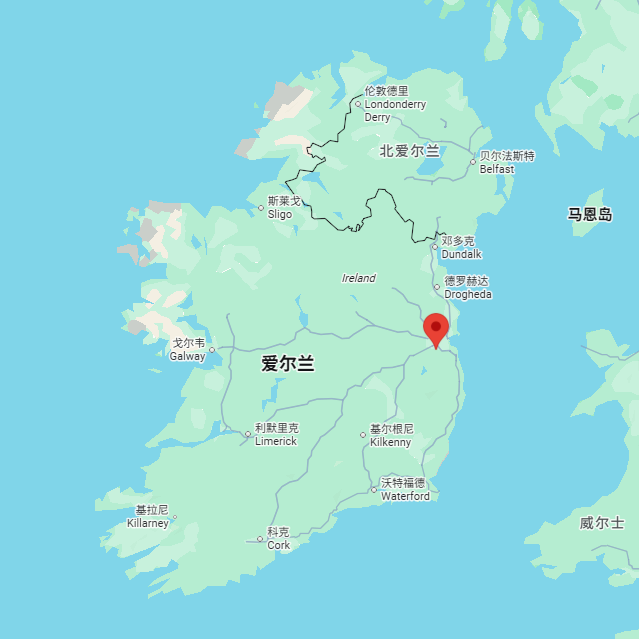 伦敦德里
Londonderry
Derry
北爱尔兰
贝尔法斯特
Belfast
斯莱戈
Sligo
马恩岛
邓多克
Dundalk
Ireland
德罗赫达
Drogheda
戈尔韦
Galway
爱尔兰
利默里克
Limerick
基尔根尼
Kilkenny
沃特福德
Waterford
基拉尼
Killarney
威尔士
科克
Cork